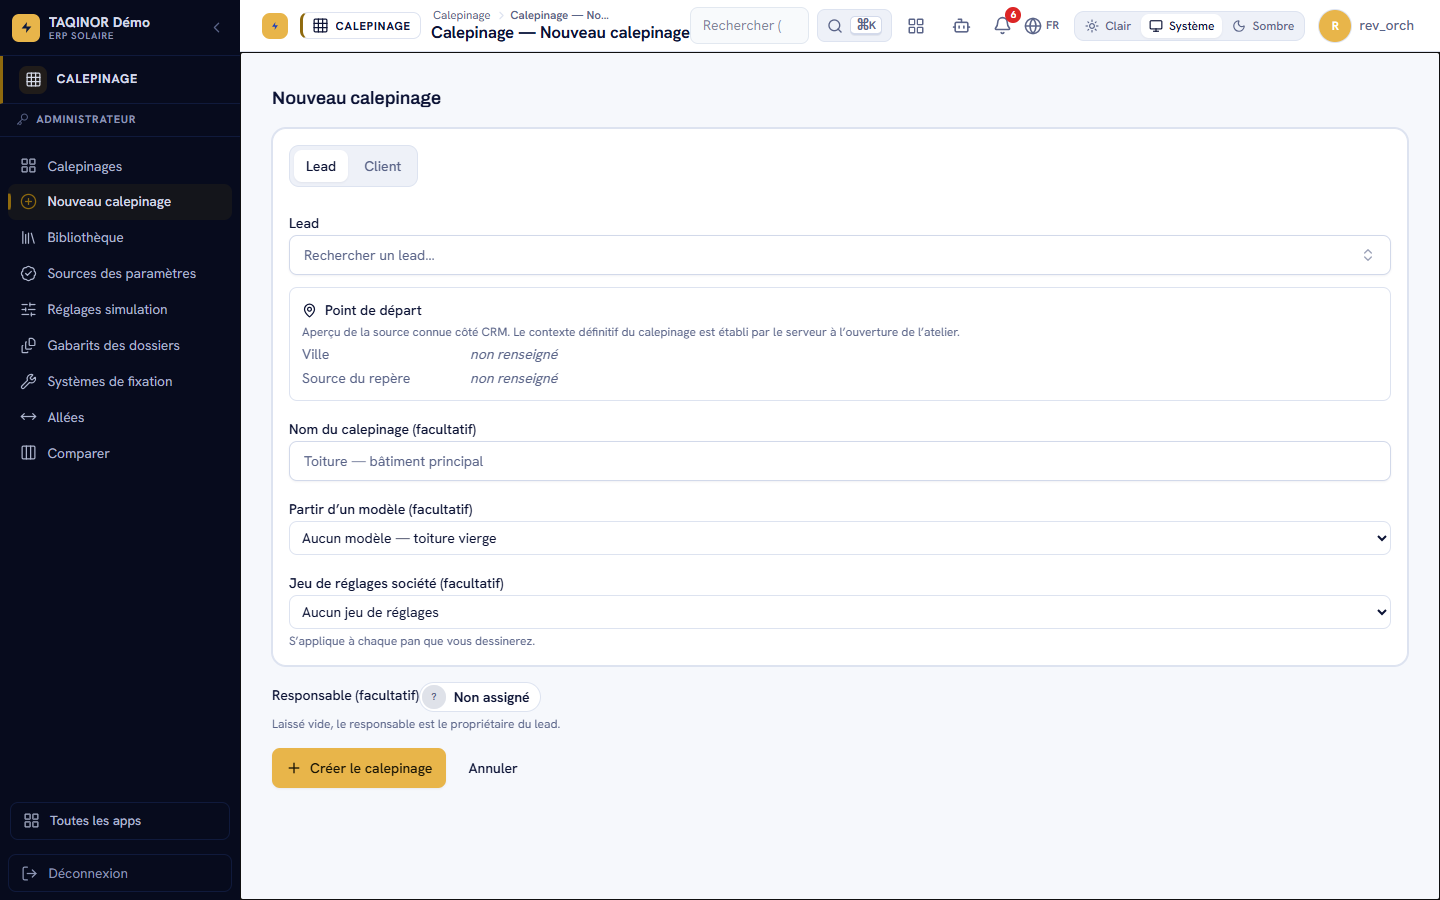 TAQINOR Démo
ERP SOLAIRE
CALEPINAGE
ADMINISTRATEUR
Calepinages
Nouveau calepinage
Bibliothèque
Sources des paramètres
Réglages simulation
Gabarits des dossiers
Systèmes de fixation
Allées
Comparer
Toutes les apps
Déconnexion
CALEPINAGE
Calepinage > Calepinage — No...
Calepinage — Nouveau calepinage
Rechercher (
⌘K
6
FR
Clair
Système
Sombre
R
rev_orch
Nouveau calepinage
Lead
Client
Lead
Rechercher un lead...
Point de départ
Aperçu de la source connue côté CRM. Le contexte définitif du calepinage est établi par le serveur à l’ouverture de l’atelier.
Ville non renseigné
Source du repère non renseigné
Nom du calepinage (facultatif)
Toiture — bâtiment principal
Partir d’un modèle (facultatif)
Aucun modèle — toiture vierge
Jeu de réglages société (facultatif)
Aucun jeu de réglages
S’applique à chaque pan que vous dessinerez.
Responsable (facultatif) ? Non assigné
Laissé vide, le responsable est le propriétaire du lead.
+ Créer le calepinage
Annuler